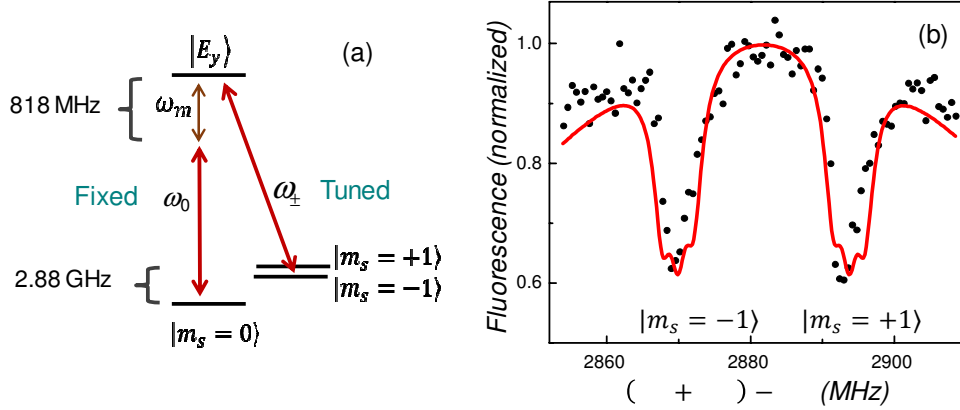 (a)
|E_y⟩
818 MHz
ω_m
Fixed
ω_0
ω_±
Tuned
2.88 GHz
|m_s = +1⟩
|m_s = −1⟩
|m_s = 0⟩
(b)
Fluorescence (normalized)
1.0
0.8
0.6
|m_s = −1⟩ |m_s = +1⟩
2860 2880 2900
( + ) − (MHz)